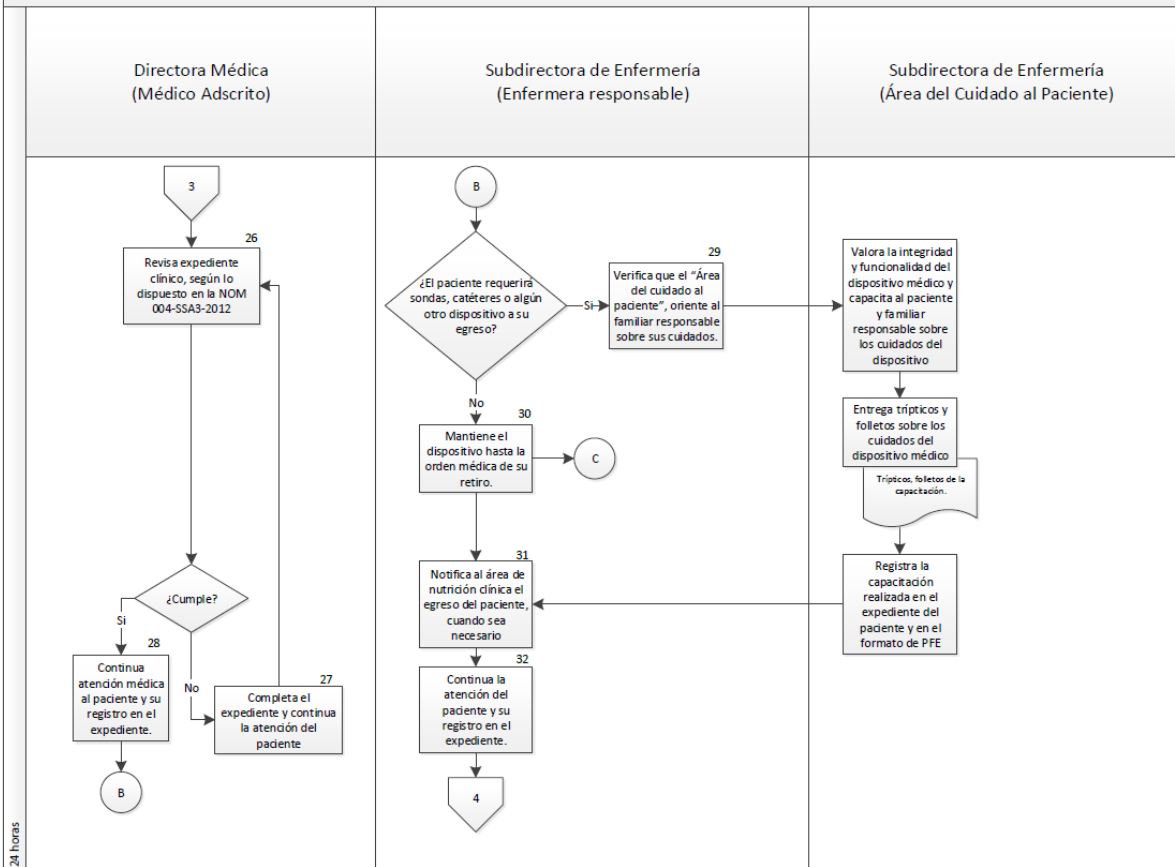 Directora Médica
(Médico Adscrito)
Subdirectora de Enfermería
(Enfermera responsable)
Subdirectora de Enfermería
(Área del Cuidado al Paciente)
24 horas
3
26
Revisa expediente
clínico, según lo
dispuesto en la NOM
004-SSA3-2012
¿Cumple?
Si
No
28
Continua
atención médica
al paciente y su
registro en el
expediente.
27
Completa el
expediente y continua
la atención del
paciente
B
B
¿El paciente requerirá
sondas, catéteres o algún
otro dispositivo a su
egreso?
Si
No
29
Verifica que el “Área
del cuidado al
paciente”, oriente al
familiar responsable
sobre sus cuidados.
30
Mantiene el
dispositivo hasta la
orden médica de su
retiro.
C
31
Notifica al área de
nutrición clínica el
egreso del paciente,
cuando sea
necesario
32
Continua la
atención del
paciente y su
registro en el
expediente.
4
Valora la integridad
y funcionalidad del
dispositivo médico y
capacita al paciente
y familiar
responsable sobre
los cuidados del
dispositivo
Entrega trípticos y
folletos sobre los
cuidados del
dispositivo médico
Trípticos, folletos de la
capacitación.
Registra la
capacitación
realizada en el
expediente del
paciente y en el
formato de PFE